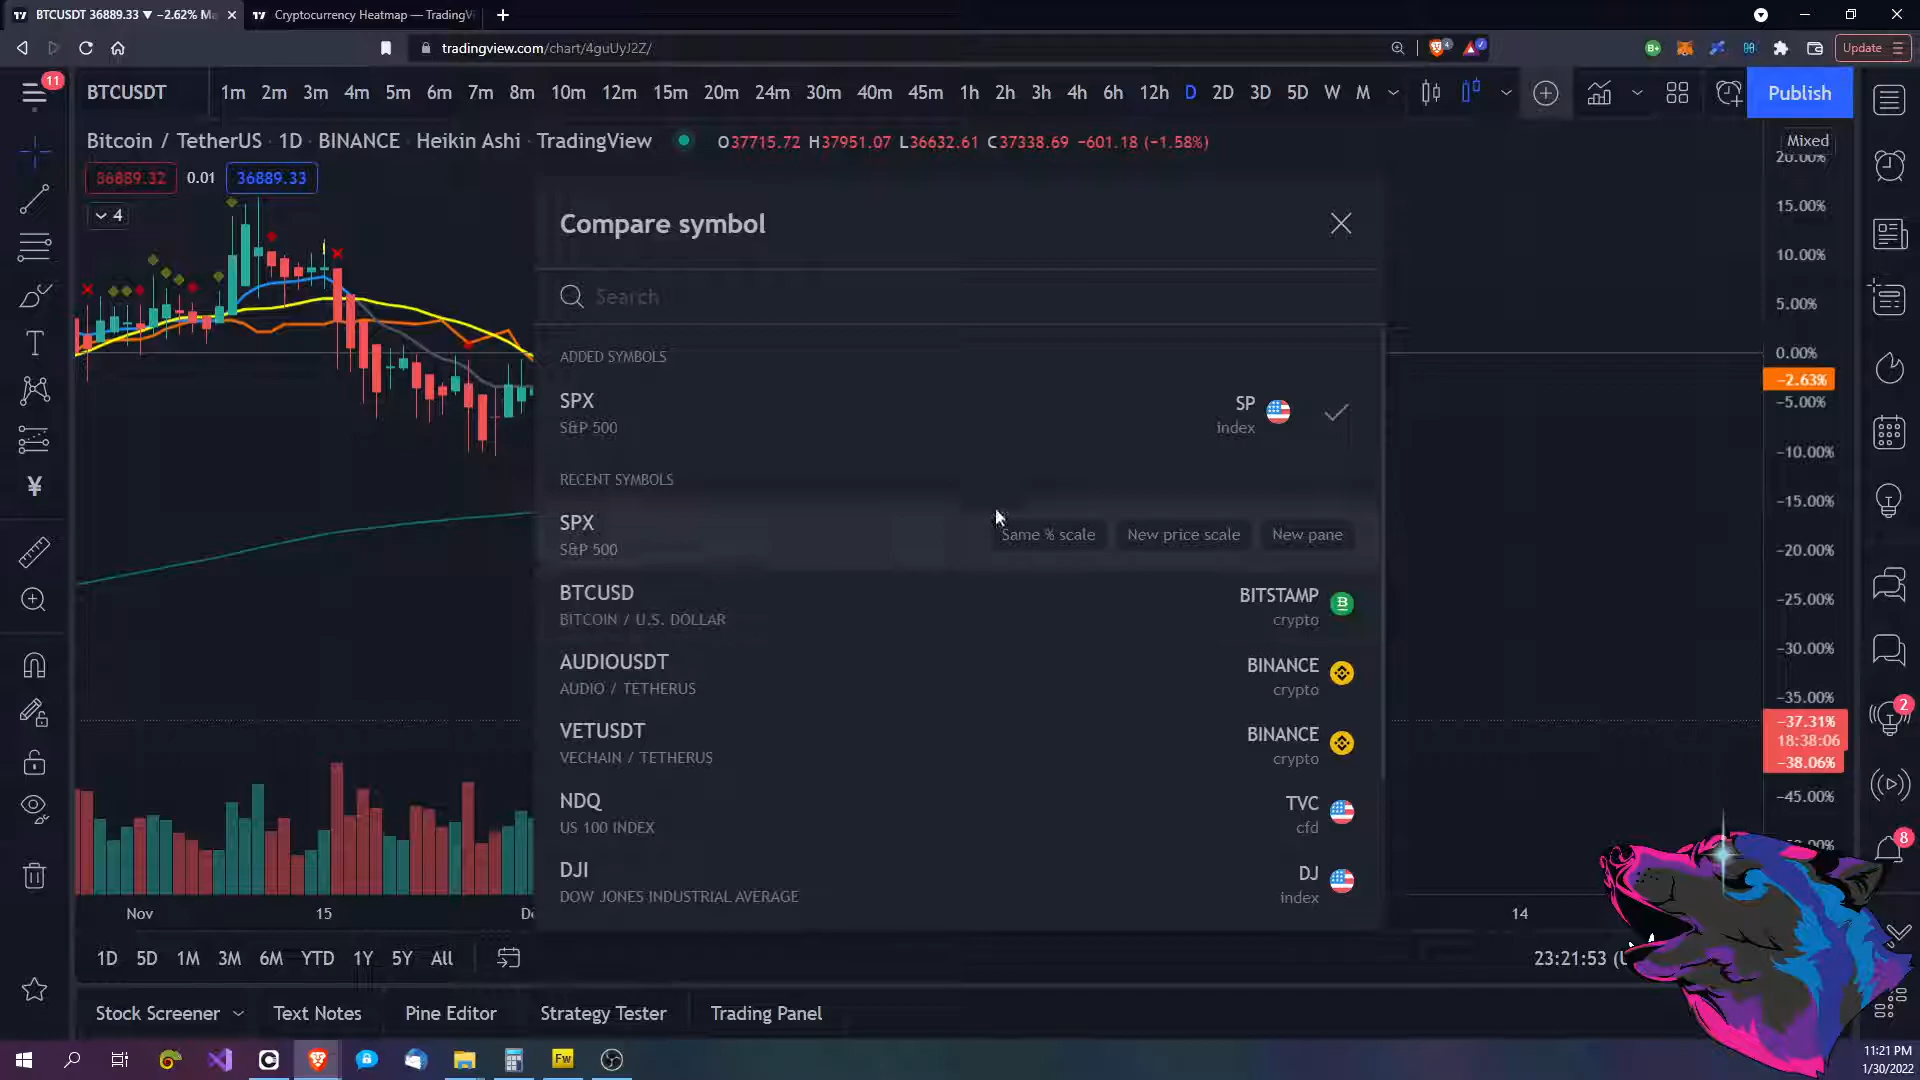 BTCUSDT 36889.33 ▼ −2.62%
Cryptocurrency Heatmap — TradingV
tradingview.com/chart/4guUyJ2Z/
4
Update
11
BTCUSDT 1m 2m 3m 4m 5m 6m 7m 8m 10m 12m 15m 20m 24m 30m 40m 45m 1h 2h 3h 4h 6h 12h D 2D 3D 5D W M Publish
Bitcoin / TetherUS · 1D · BINANCE · Heikin Ashi · TradingView O37715.72 H37951.07 L36632.61 C37338.69 −601.18 (−1.58%)
Mixed
36889.32 0.01 36889.33
4
20.00%
15.00%
10.00%
5.00%
0.00%
−2.63%
−5.00%
−10.00%
−15.00%
−20.00%
−25.00%
−30.00%
−35.00%
−37.31%
18:38:06
−38.06%
−45.00%
Compare symbol
Search
ADDED SYMBOLS
SPX
S&P 500
SP
index
RECENT SYMBOLS
SPX
S&P 500
Same % scale New price scale New pane
BTCUSD
BITCOIN / U.S. DOLLAR
BITSTAMP
crypto
AUDIOUSDT
AUDIO / TETHERUS
BINANCE
crypto
VETUSDT
VECHAIN / TETHERUS
BINANCE
crypto
NDQ
US 100 INDEX
TVC
cfd
DJI
DOW JONES INDUSTRIAL AVERAGE
DJ
index
2
8
Nov 15 14
1D 5D 1M 3M 6M YTD 1Y 5Y All
23:21:53
Stock Screener Text Notes Pine Editor Strategy Tester Trading Panel
Fw
11:21 PM
1/30/2022